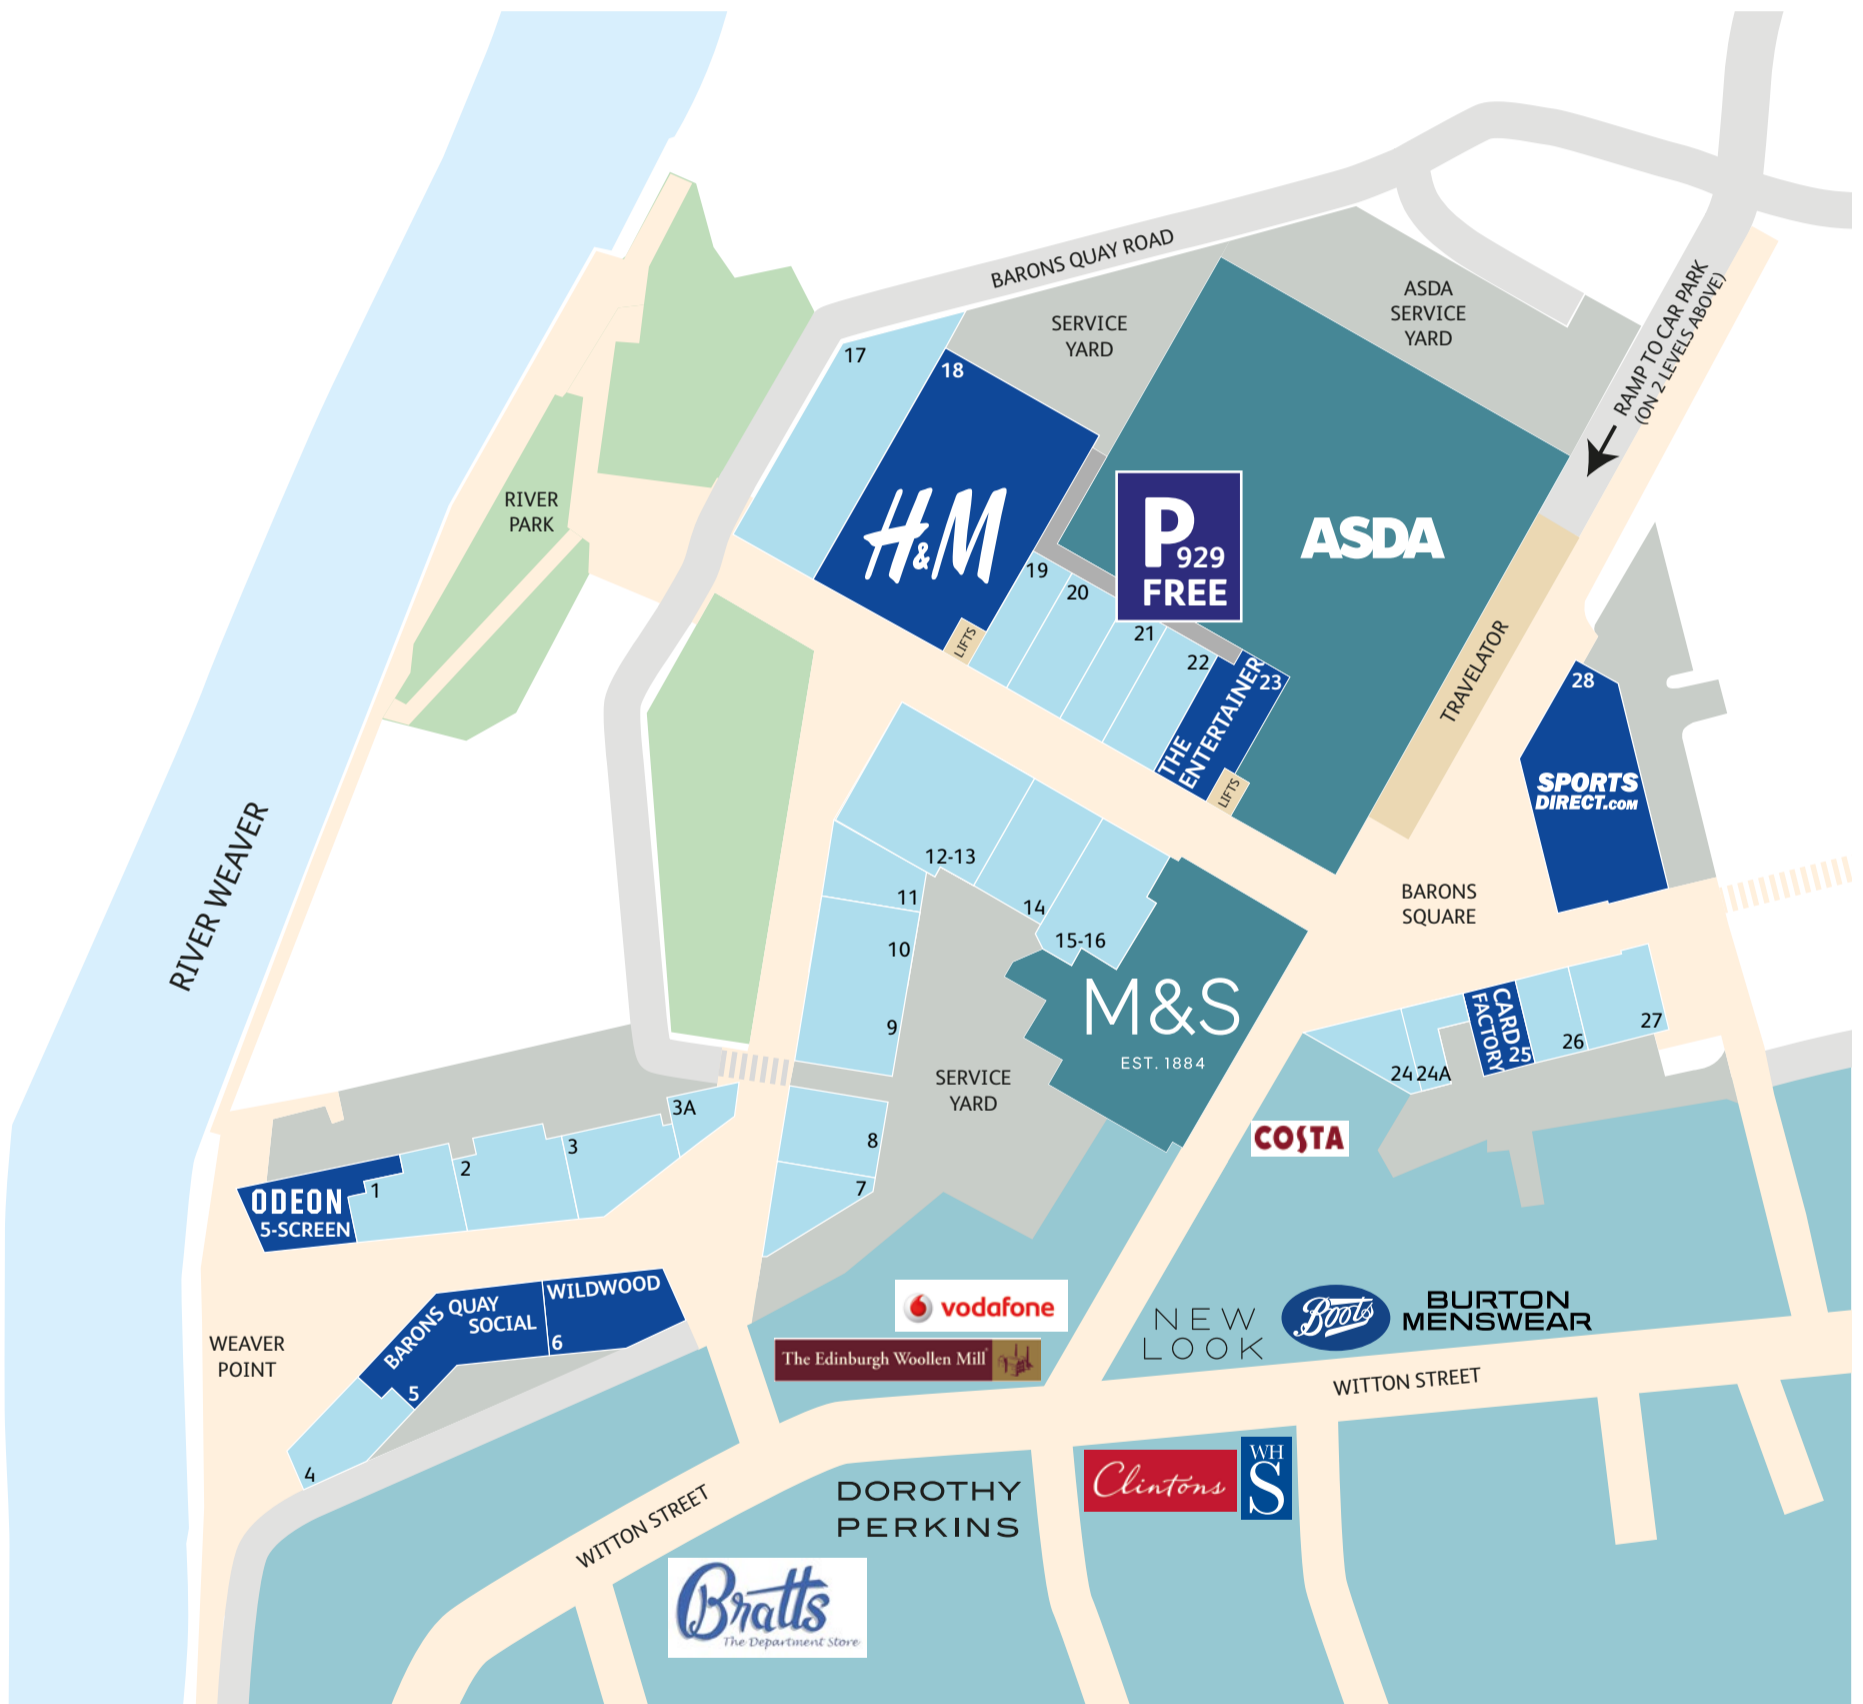 BARONS QUAY ROAD
ASDA
SERVICE
YARD
SERVICE
YARD
RAMP TO CAR PARK
(ON 2 LEVELS ABOVE)
17
18
H&M
RIVER
PARK
P
929
FREE
ASDA
19
20
21
22
23
THE
ENTERTAINER
LIFTS
LIFTS
TRAVELATOR
28
SPORTS
DIRECT.COM
RIVER WEAVER
12-13
11
14
10
15-16
9
BARONS
SQUARE
M&S
EST. 1884
SERVICE
YARD
CARD
FACTORY
25
26
27
24
24A
3A
3
2
1
8
7
ODEON
5-SCREEN
COSTA
BARONS QUAY
SOCIAL
5
WILDWOOD
6
WEAVER
POINT
4
vodafone
The Edinburgh Woollen Mill
NEW
LOOK
Boots
BURTON
MENSWEAR
WITTON STREET
WITTON STREET
DOROTHY
PERKINS
Clintons
WH
S
Bratts
The Department Store